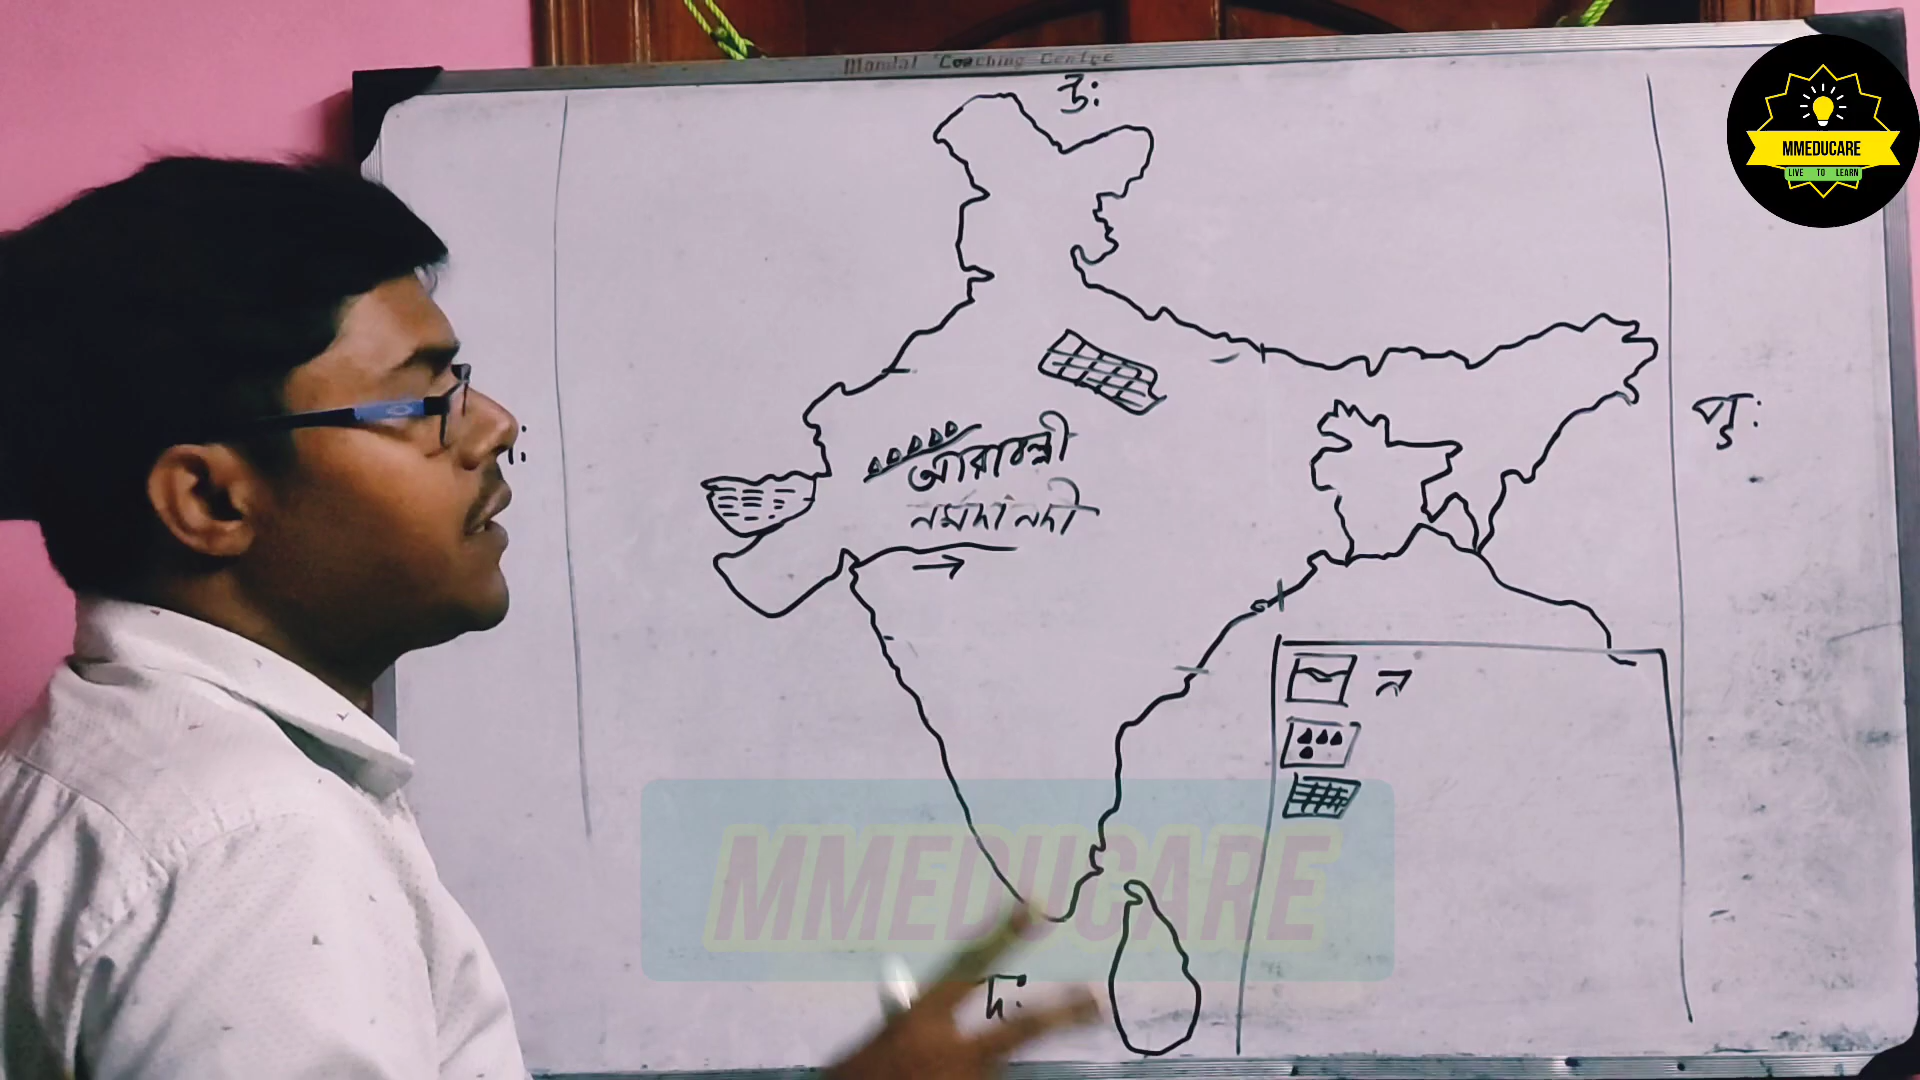 Mondal Coaching Centre
উঃ
MMEDUCARE
LIVE TO LEARN
পূঃ
আরাবল্লী
নর্মদা নদী
ন
MMEDUCARE
দঃ